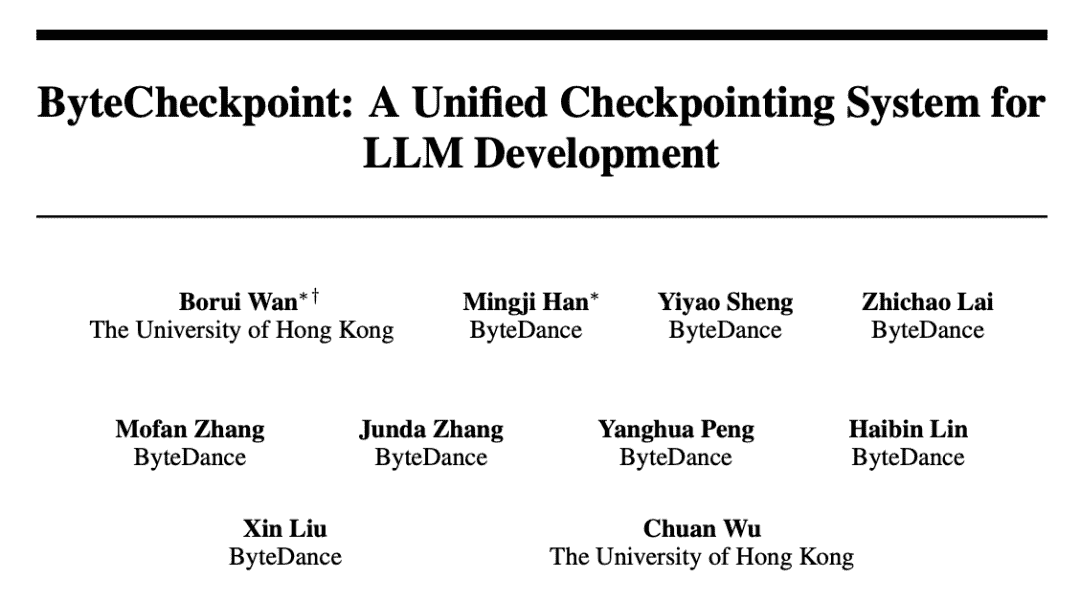 ByteCheckpoint: A Unified Checkpointing System for
LLM Development
Borui Wan*† Mingji Han* Yiyao Sheng Zhichao Lai
The University of Hong Kong ByteDance ByteDance ByteDance
Mofan Zhang Junda Zhang Yanghua Peng Haibin Lin
ByteDance ByteDance ByteDance ByteDance
Xin Liu Chuan Wu
ByteDance The University of Hong Kong